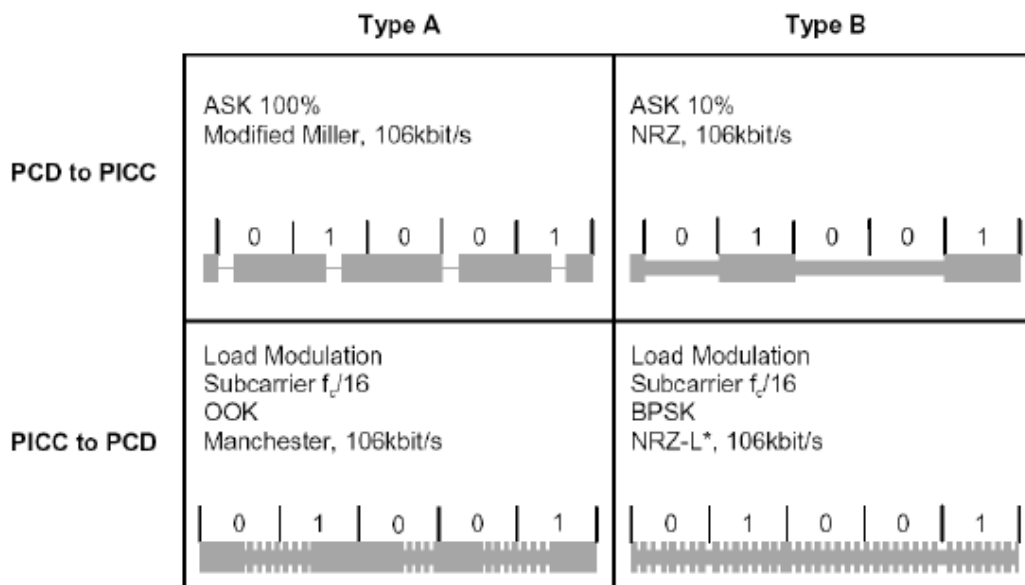 Type A
Type B
PCD to PICC
ASK 100%
Modified Miller, 106kbit/s
0 1 0 0 1
ASK 10%
NRZ, 106kbit/s
0 1 0 0 1
PICC to PCD
Load Modulation
Subcarrier fc/16
OOK
Manchester, 106kbit/s
0 1 0 0 1
Load Modulation
Subcarrier fc/16
BPSK
NRZ-L*, 106kbit/s
0 1 0 0 1